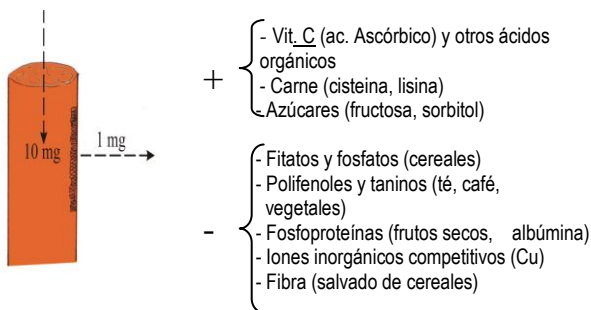 - Vit. C (ac. Ascórbico) y otros ácidos
orgánicos
+
- Carne (cisteina, lisina)
- Azúcares (fructosa, sorbitol)
1 mg
10 mg
- Fitatos y fosfatos (cereales)
- Polifenoles y taninos (té, café,
vegetales)
-
- Fosfoproteínas (frutos secos, albúmina)
- Iones inorgánicos competitivos (Cu)
- Fibra (salvado de cereales)